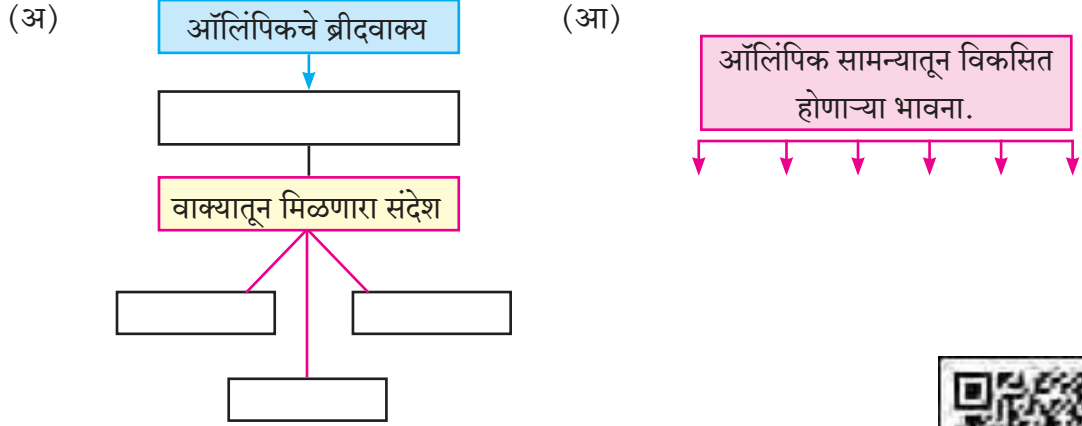 (अ)
ऑलिंपिकचे ब्रीदवाक्य
वाक्यातून मिळणारा संदेश
(आ)
ऑलिंपिक सामन्यातून विकसित
होणाऱ्या भावना.